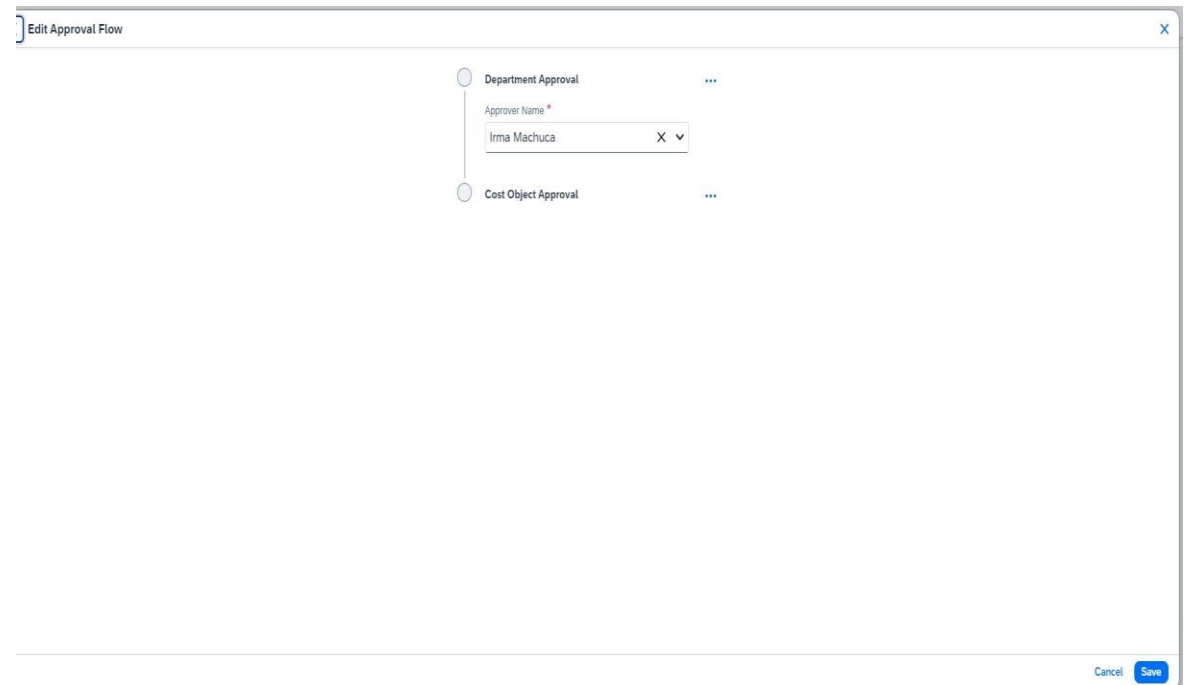 Edit Approval Flow X
Department Approval ...
Approver Name *
Irma Machuca X
Cost Object Approval ...
Cancel Save